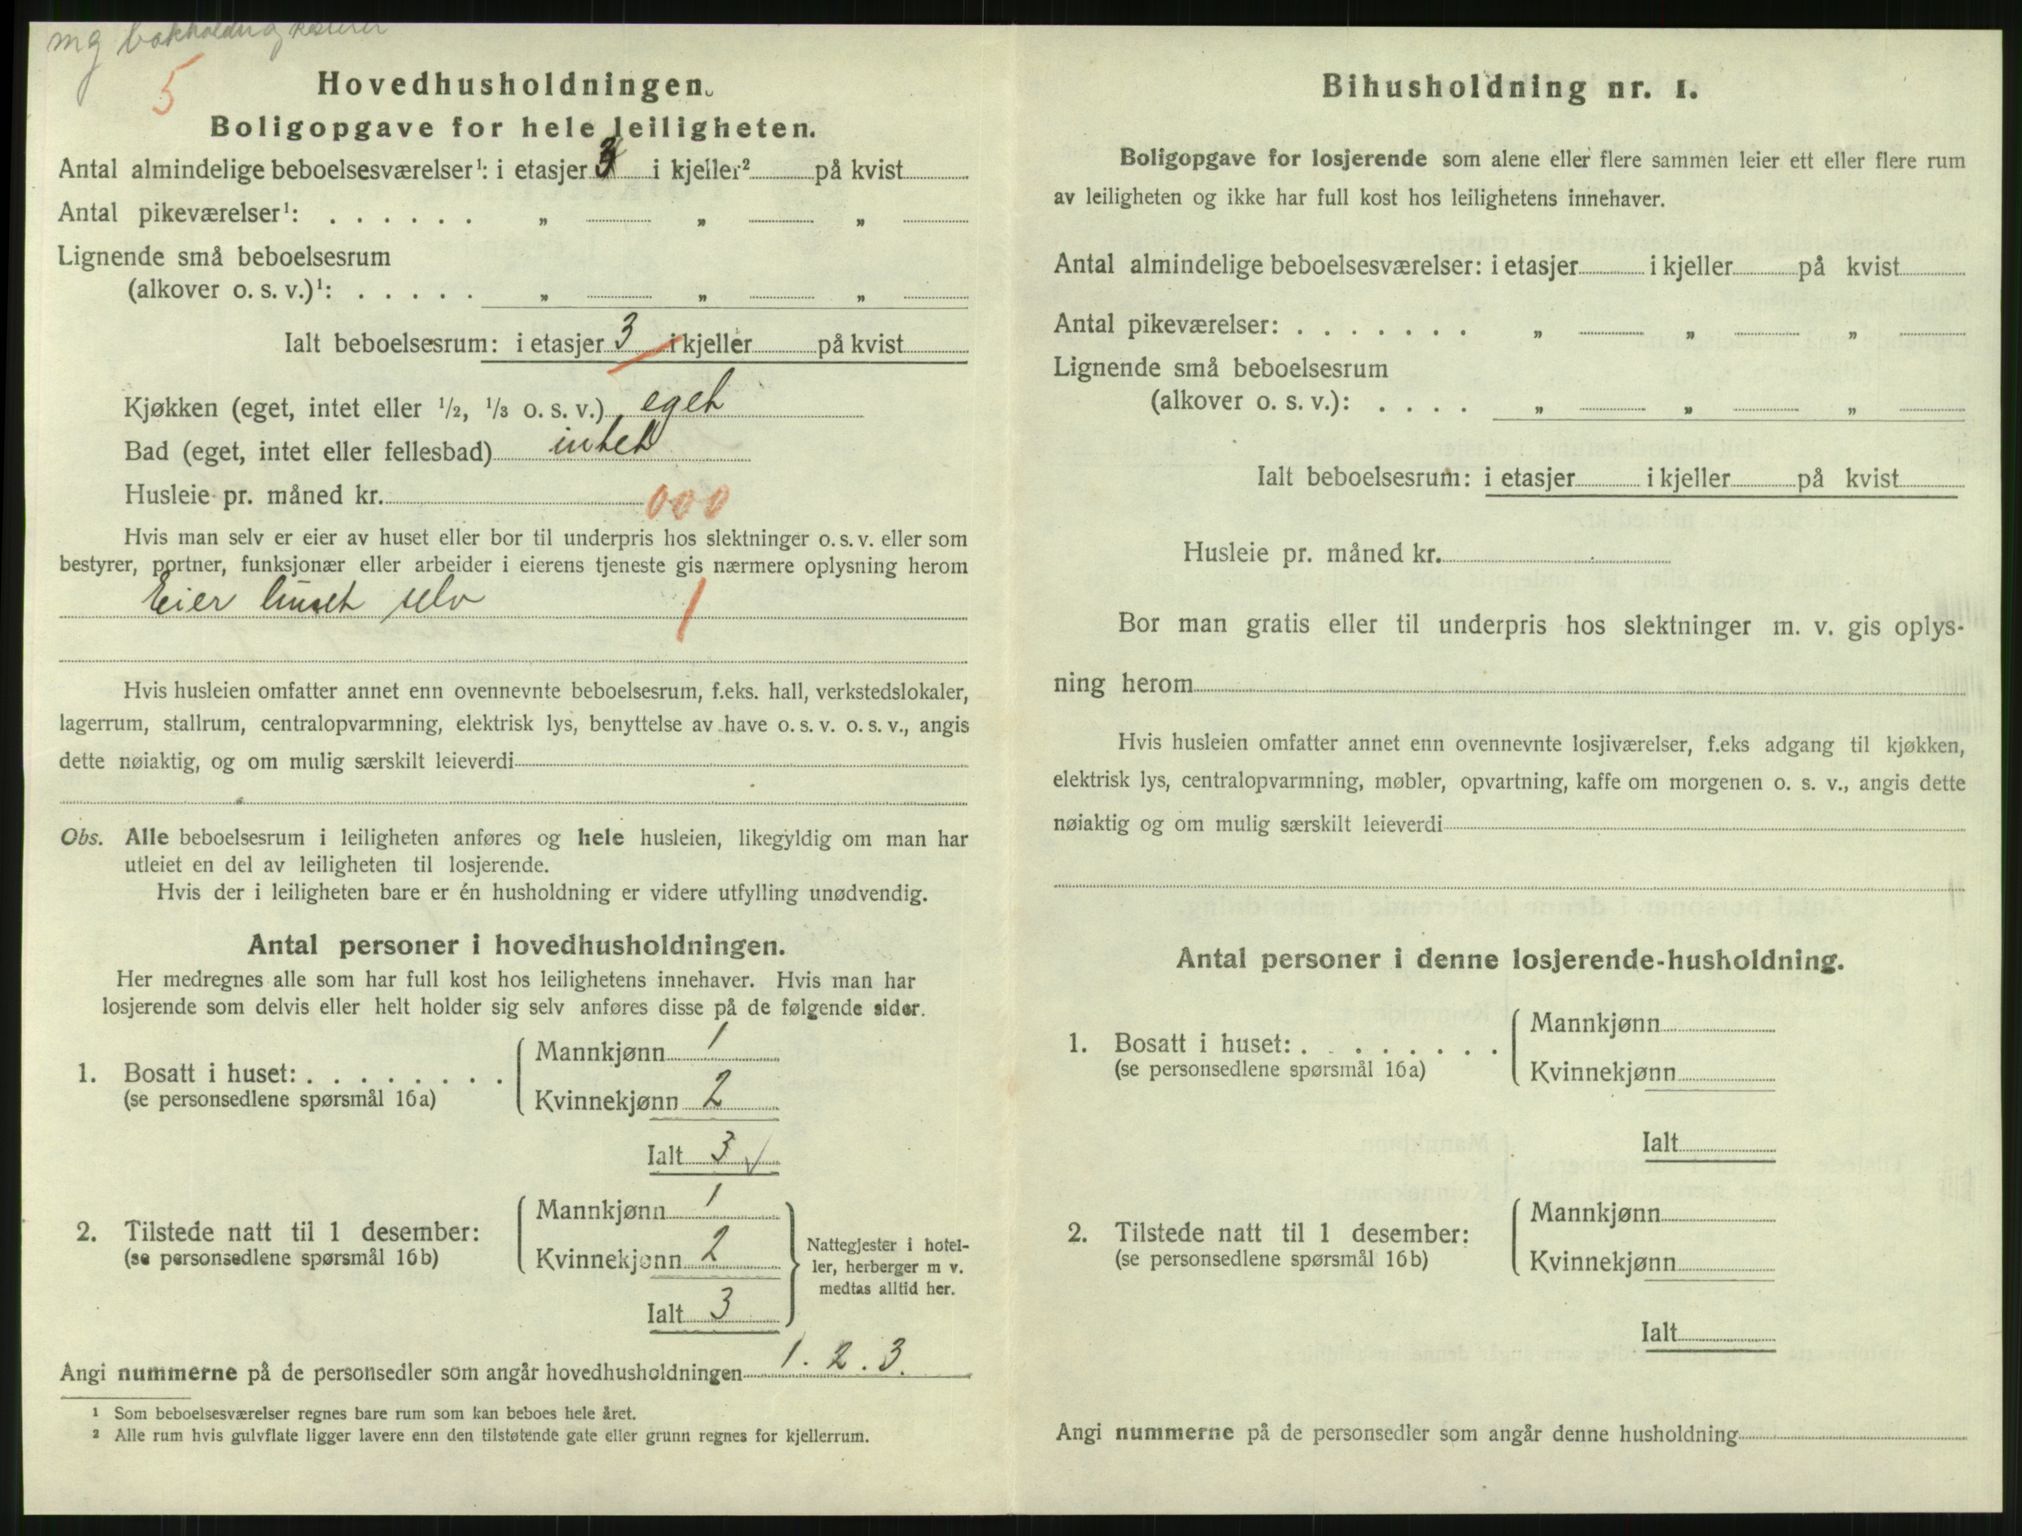 mg bokholder og kasserer
5
Hovedhusholdningen.
Boligopgave for hele leiligheten.
Antal almindelige beboelsesværelser¹: i etasjer 3 i kjeller² på kvist
Antal pikeværelser¹: . . . . . . „ „ „
Lignende små beboelsesrum
(alkover o. s. v.)¹: . . . . . „ „ „
Ialt beboelsesrum: i etasjer 3 i kjeller på kvist
Kjøkken (eget, intet eller 1/2, 1/3 o. s. v.) eget
Bad (eget, intet eller fellesbad) intet
Husleie pr. måned kr. 000
Hvis man selv er eier av huset eller bor til underpris hos slektninger o. s. v. eller som
bestyrer, portner, funksjonær eller arbeider i eierens tjeneste gis nærmere oplysning herom
Eier huset selv 1
Hvis husleien omfatter annet enn ovennevnte beboelsesrum, f.eks. hall, verkstedslokaler,
lagerrum, stallrum, centralopvarmning, elektrisk lys, benyttelse av have o. s. v. o. s. v., angis
dette nøiaktig, og om mulig særskilt leieverdi
Obs. Alle beboelsesrum i leiligheten anføres og hele husleien, likegyldig om man har
utleiet en del av leiligheten til losjerende.
Hvis der i leiligheten bare er én husholdning er videre utfylling unødvendig.
Antal personer i hovedhusholdningen.
Her medregnes alle som har full kost hos leilighetens innehaver. Hvis man har
losjerende som delvis eller helt holder sig selv anføres disse på de følgende sider.
1. Bosatt i huset: . . . . . . . .
(se personsedlene spørsmål 16a)
Mannkjønn 1
Kvinnekjønn 2
Ialt 3 √
2. Tilstede natt til 1 desember:
(se personsedlene spørsmål 16b)
Mannkjønn 1
Kvinnekjønn 2
Ialt 3
Nattegjester i hotel-
ler, herberger m v.
medtas alltid her.
Angi nummerne på de personsedler som angår hovedhusholdningen 1. 2. 3.
¹ Som beboelsesværelser regnes bare rum som kan beboes hele året.
² Alle rum hvis gulvflate ligger lavere enn den tilstøtende gate eller grunn regnes for kjellerrum.
Bihusholdning nr. 1.
Boligopgave for losjerende som alene eller flere sammen leier ett eller flere rum
av leiligheten og ikke har full kost hos leilighetens innehaver.
Antal almindelige beboelsesværelser: i etasjer i kjeller på kvist
Antal pikeværelser: . . . . . . . „ „ „
Lignende små beboelsesrum
(alkover o. s. v.): . . . . „ „ „
Ialt beboelsesrum: i etasjer i kjeller på kvist
Husleie pr. måned kr.
Bor man gratis eller til underpris hos slektninger m. v. gis oplys-
ning herom
Hvis husleien omfatter annet enn ovennevnte losjiværelser, f.eks adgang til kjøkken,
elektrisk lys, centralopvarmning, møbler, opvartning, kaffe om morgenen o. s. v., angis dette
nøiaktig og om mulig særskilt leieverdi
Antal personer i denne losjerende-husholdning.
1. Bosatt i huset: . . . . . . . .
(se personsedlene spørsmål 16a)
Mannkjønn
Kvinnekjønn
Ialt
2. Tilstede natt til 1 desember:
(se personsedlene spørsmål 16b)
Mannkjønn
Kvinnekjønn
Ialt
Angi nummerne på de personsedler som angår denne husholdning